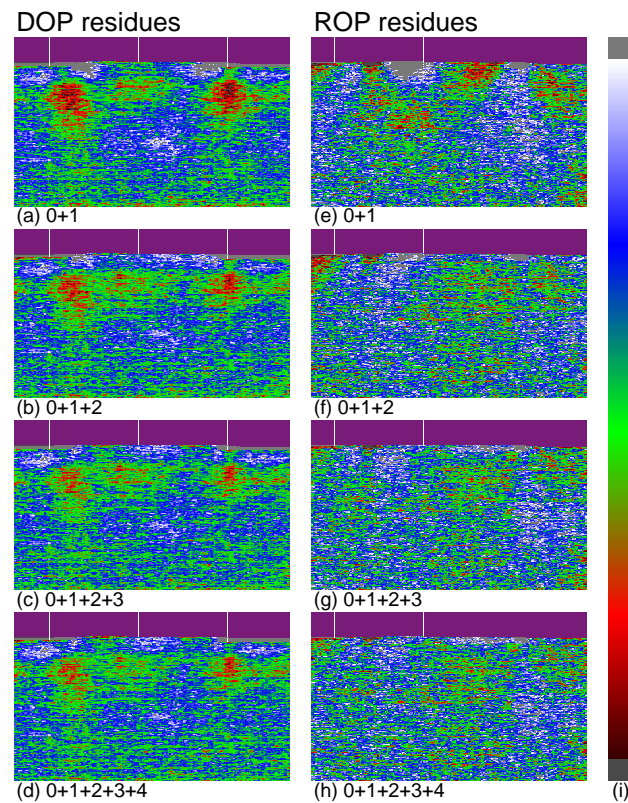 DOP residues
ROP residues
(a) 0+1
(e) 0+1
(b) 0+1+2
(f) 0+1+2
(c) 0+1+2+3
(g) 0+1+2+3
(d) 0+1+2+3+4
(h) 0+1+2+3+4
(i)